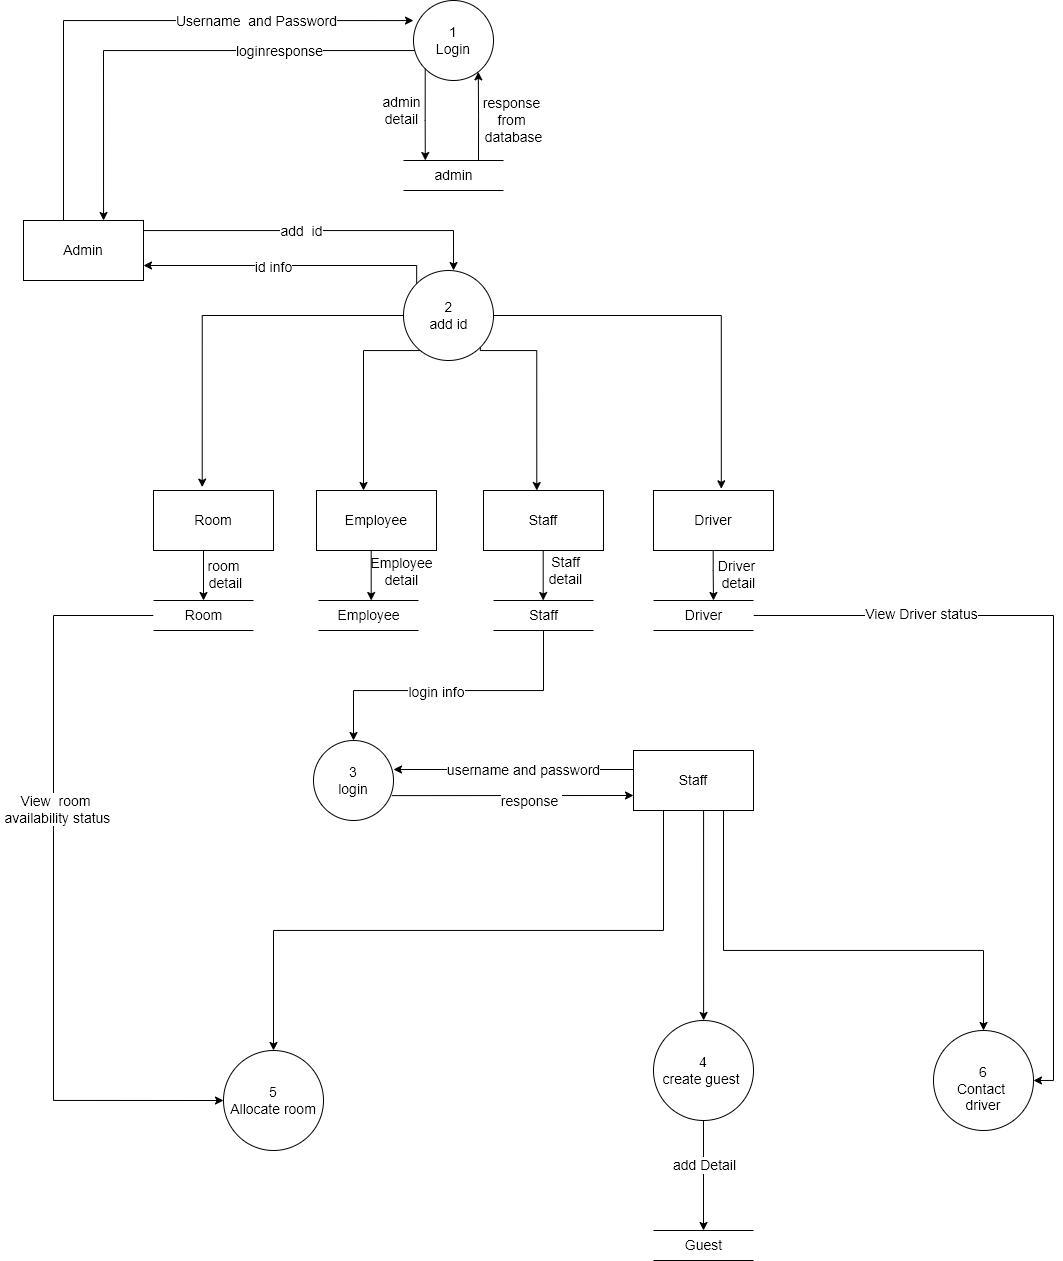 Username  and Password
1
Login
loginresponse
admin
detail
response
from
database
admin
Admin
add  id
id info
2
add id
Room
Employee
Staff
Driver
room
detail
Employee
detail
Staff
detail
Driver
detail
Room
Employee
Staff
Driver
View Driver status
login info
3
login
username and password
response
Staff
View  room
availability status
4
create guest
5
Allocate room
6
Contact
driver
add Detail
Guest